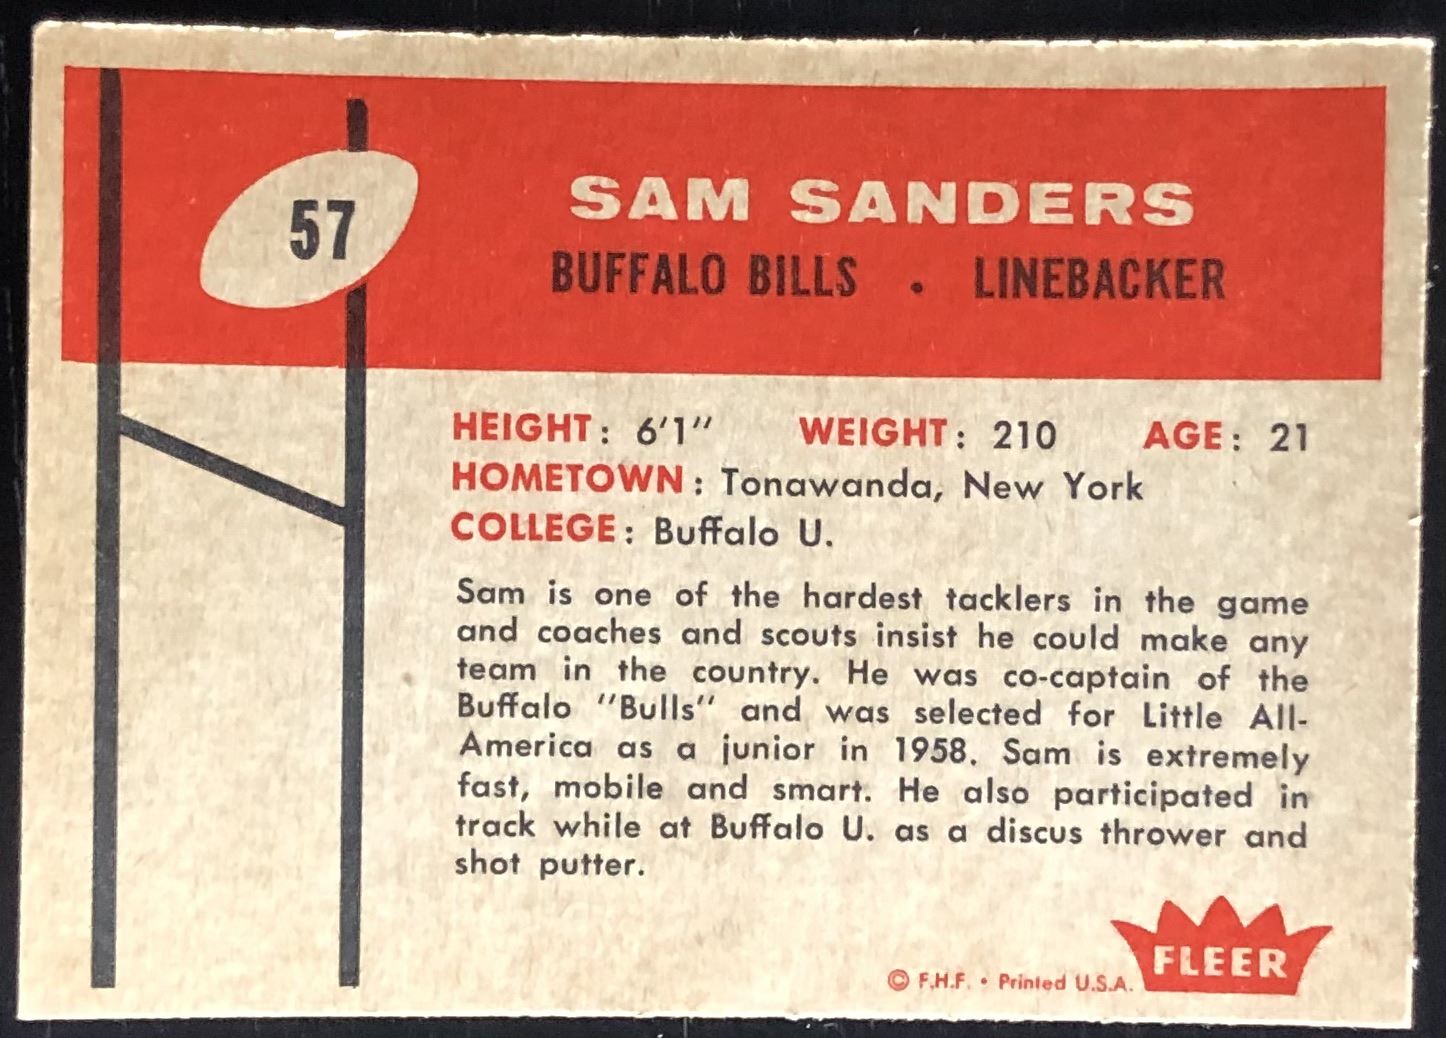 57
SAM SANDERS
BUFFALO BILLS • LINEBACKER
HEIGHT: 6'1" WEIGHT: 210 AGE: 21
HOMETOWN: Tonawanda, New York
COLLEGE: Buffalo U.
Sam is one of the hardest tacklers in the game
and coaches and scouts insist he could make any
team in the country. He was co-captain of the
Buffalo "Bulls" and was selected for Little All-
America as a junior in 1958. Sam is extremely
fast, mobile and smart. He also participated in
track while at Buffalo U. as a discus thrower and
shot putter.
FLEER
© F.H.F. • Printed U.S.A.